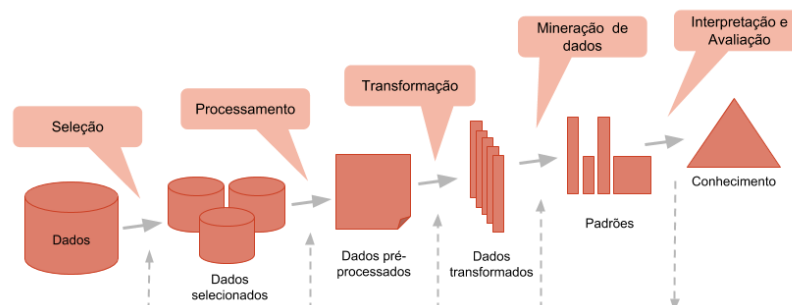 Seleção
Processamento
Transformação
Mineração de
dados
Interpretação e
Avaliação
Dados
Dados
selecionados
Dados pré-
processados
Dados
transformados
Padrões
Conhecimento